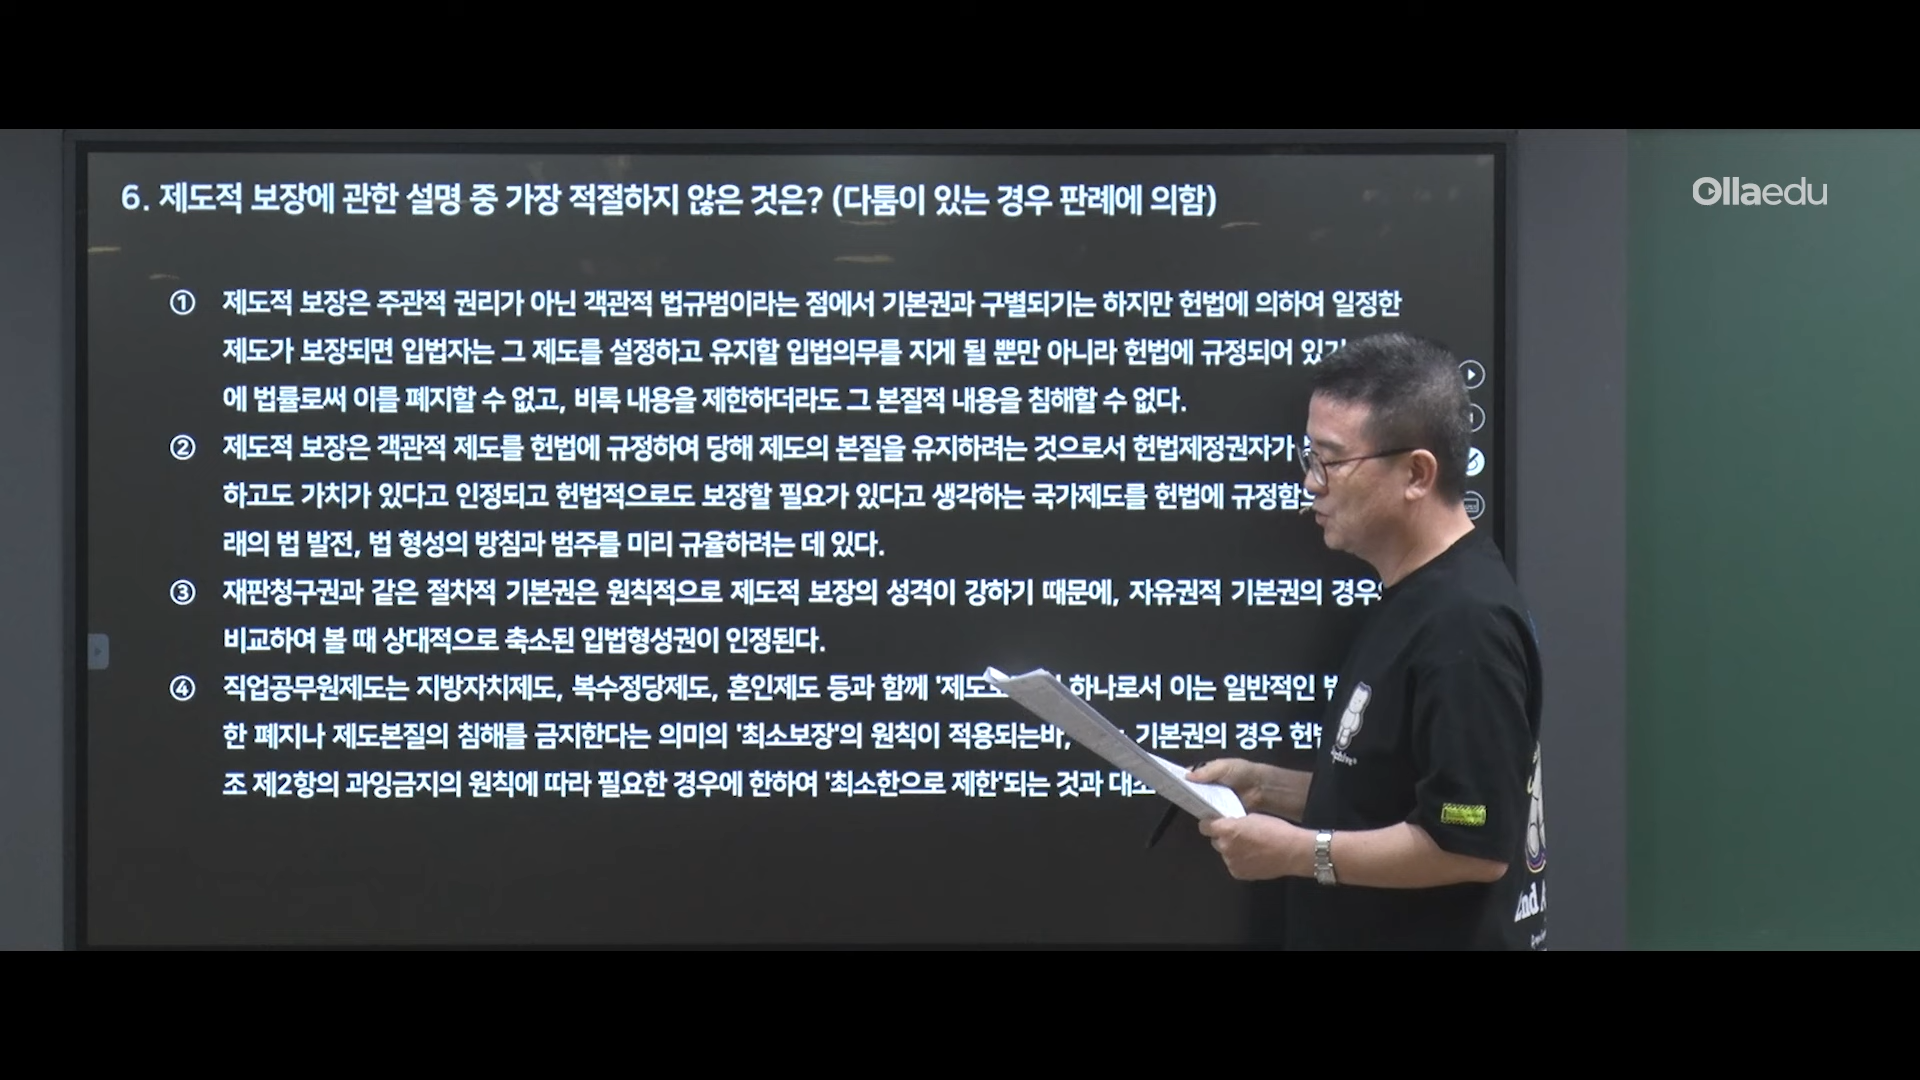 Ollaedu
6. 제도적 보장에 관한 설명 중 가장 적절하지 않은 것은? (다툼이 있는 경우 판례에 의함)
① 제도적 보장은 주관적 권리가 아닌 객관적 법규범이라는 점에서 기본권과 구별되기는 하지만 헌법에 의하여 일정한
제도가 보장되면 입법자는 그 제도를 설정하고 유지할 입법의무를 지게 될 뿐만 아니라 헌법에 규정되어
에 법률로써 이를 폐지할 수 없고, 비록 내용을 제한하더라도 그 본질적 내용을 침해할 수 없다.
② 제도적 보장은 객관적 제도를 헌법에 규정하여 당해 제도의 본질을 유지하려는 것으로서 헌법제정권자가
하고도 가치가 있다고 인정되고 헌법적으로도 보장할 필요가 있다고 생각하는 국가제도를 헌법에
래의 법 발전, 법 형성의 방침과 범주를 미리 규율하려는 데 있다.
③ 재판청구권과 같은 절차적 기본권은 원칙적으로 제도적 보장의 성격이 강하기 때문에, 자유권적 기본권의
비교하여 볼 때 상대적으로 축소된 입법형성권이 인정된다.
④ 직업공무원제도는 지방자치제도, 복수정당제도, 혼인제도 등과 함께 하나로서 이는 일반적인
한 폐지나 제도본질의 침해를 금지한다는 의미의 '최소보장'의 원칙이 적용되는바, 기본권의 경우
조 제2항의 과잉금지의 원칙에 따라 필요한 경우에 한하여 '최소한으로 제한'되는 것과